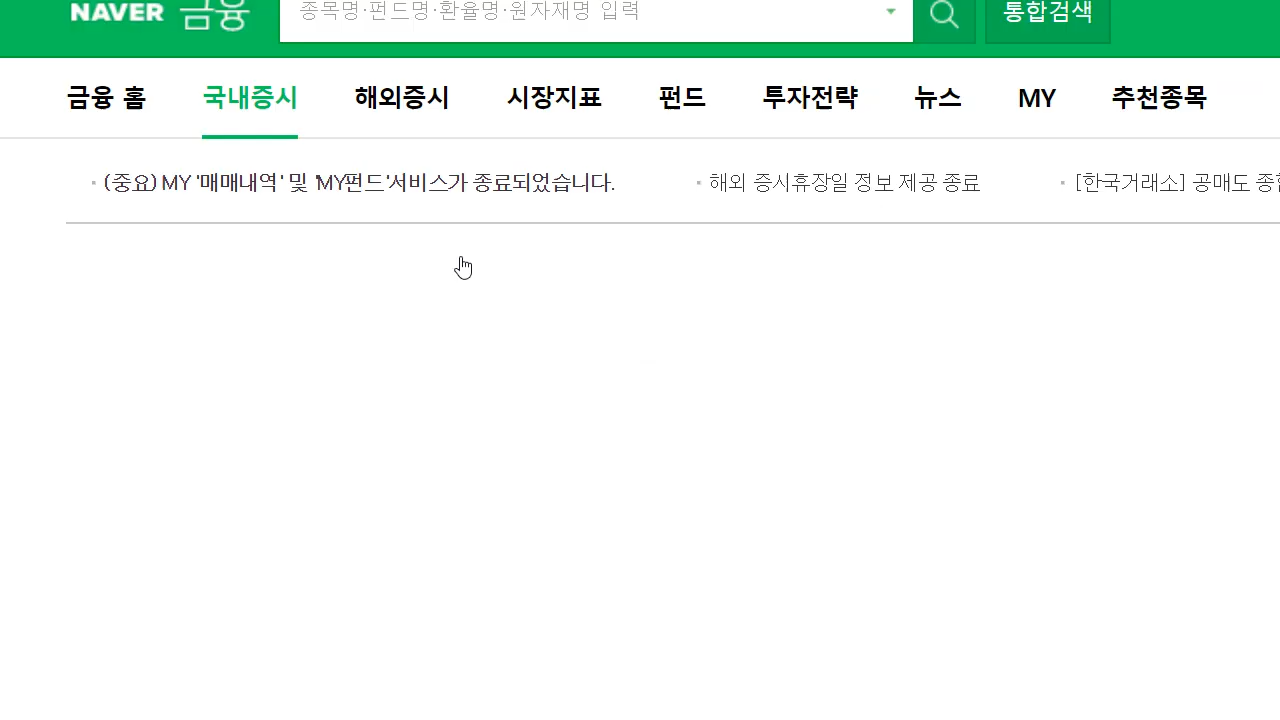 NAVER 금융 종목명·펀드명·환율명·원자재명 입력 통합검색
금융 홈 국내증시 해외증시 시장지표 펀드 투자전략 뉴스 MY 추천종목
(중요) MY '매매내역' 및 'MY펀드'서비스가 종료되었습니다. 해외 증시휴장일 정보 제공 종료 [한국거래소] 공매도